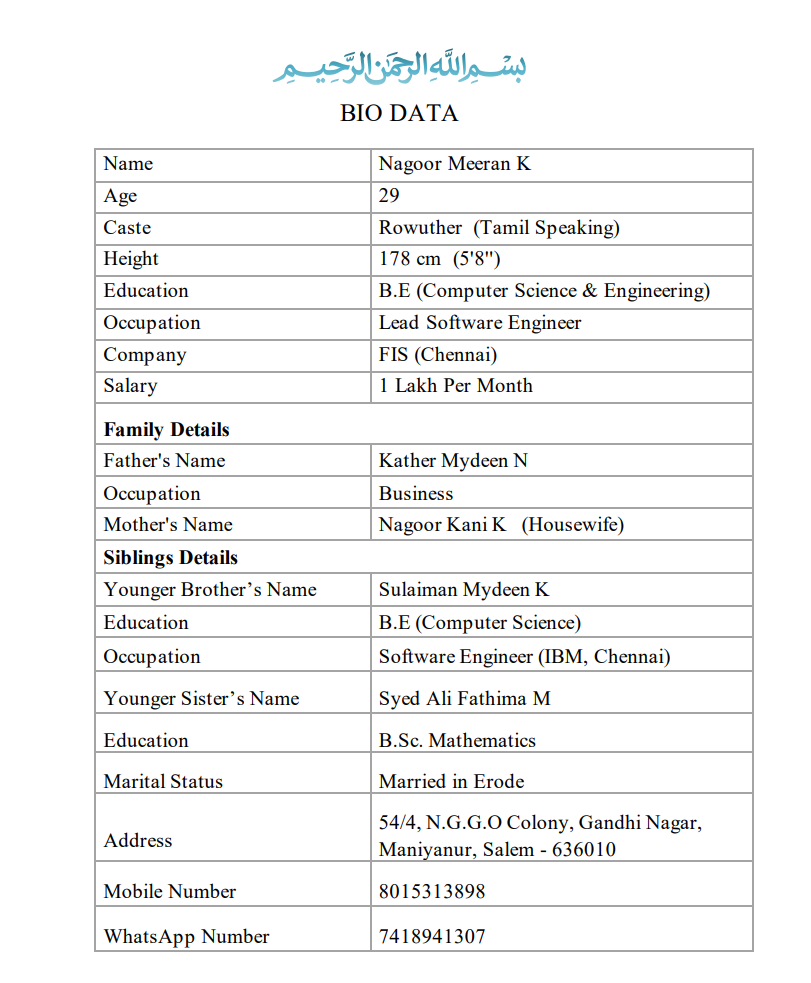 بِسْمِ اللَّهِ الرَّحْمَٰنِ الرَّحِيمِ
BIO DATA
Name Nagoor Meeran K
Age 29
Caste Rowuther (Tamil Speaking)
Height 178 cm (5'8'')
Education B.E (Computer Science & Engineering)
Occupation Lead Software Engineer
Company FIS (Chennai)
Salary 1 Lakh Per Month
Family Details
Father's Name Kather Mydeen N
Occupation Business
Mother's Name Nagoor Kani K (Housewife)
Siblings Details
Younger Brother’s Name Sulaiman Mydeen K
Education B.E (Computer Science)
Occupation Software Engineer (IBM, Chennai)
Younger Sister’s Name Syed Ali Fathima M
Education B.Sc. Mathematics
Marital Status Married in Erode
Address 54/4, N.G.G.O Colony, Gandhi Nagar,
Maniyanur, Salem - 636010
Mobile Number 8015313898
WhatsApp Number 7418941307